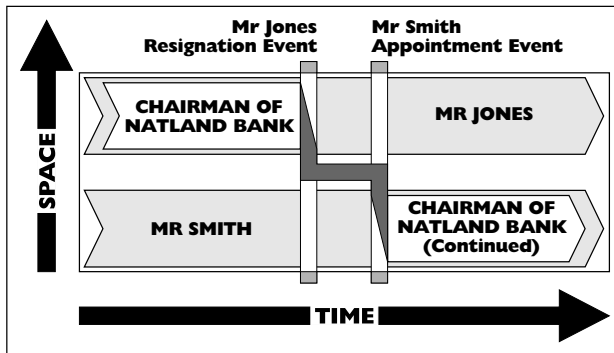 Mr Jones
Resignation Event
Mr Smith
Appointment Event
SPACE
CHAIRMAN OF
NATLAND BANK
MR JONES
MR SMITH
CHAIRMAN OF
NATLAND BANK
(Continued)
TIME